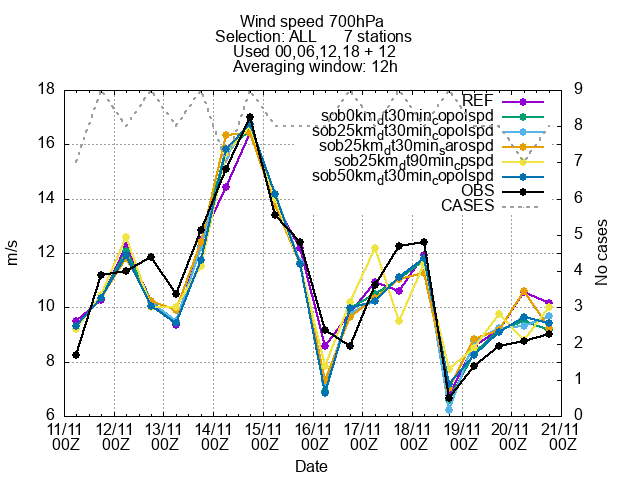 Wind speed 700hPa
Selection: ALL 7 stations
Used 00,06,12,18 + 12
Averaging window: 12h
REF
sob0km_dt30min_copolspd
sob25km_dt30min_copolspd
sob25km_dt30min_sarospd
sob25km_dt90min_cpspd
sob50km_dt30min_copolspd
OBS
CASES
18
16
14
12
10
8
6
m/s
9
8
7
6
5
4
3
2
1
0
No cases
11/11 12/11 13/11 14/11 15/11 16/11 17/11 18/11 19/11 20/11 21/11
00Z 00Z 00Z 00Z 00Z 00Z 00Z 00Z 00Z 00Z 00Z
Date